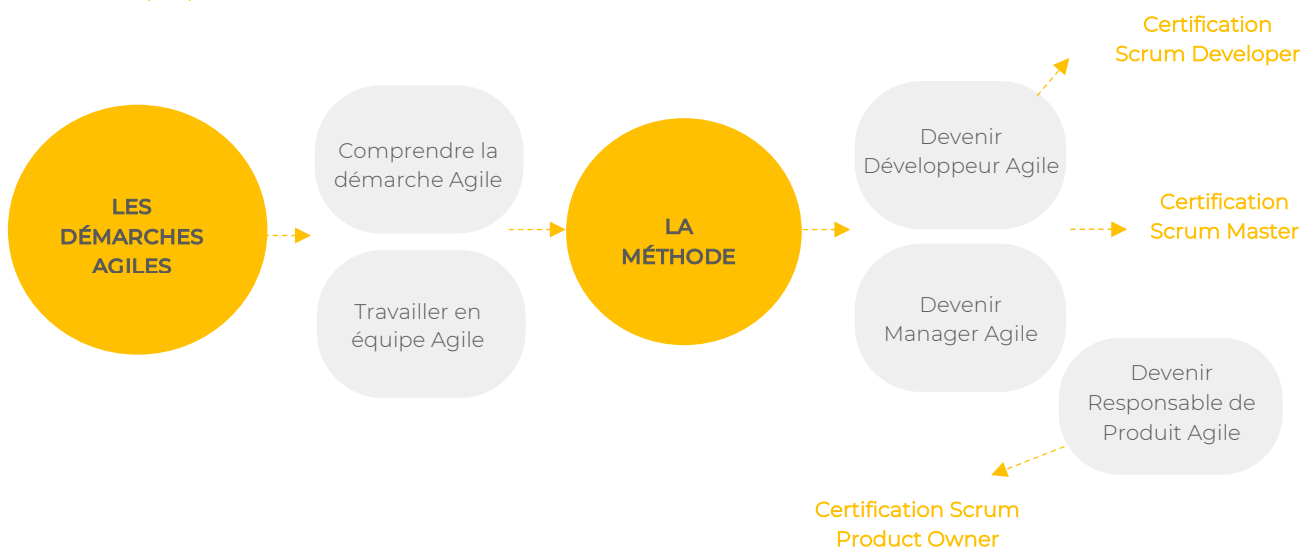 LES
DÉMARCHES
AGILES
Comprendre la
démarche Agile
Travailler en
équipe Agile
LA
MÉTHODE
Devenir
Développeur Agile
Devenir
Manager Agile
Devenir
Responsable de
Produit Agile
Certification
Scrum Developer
Certification
Scrum Master
Certification Scrum
Product Owner